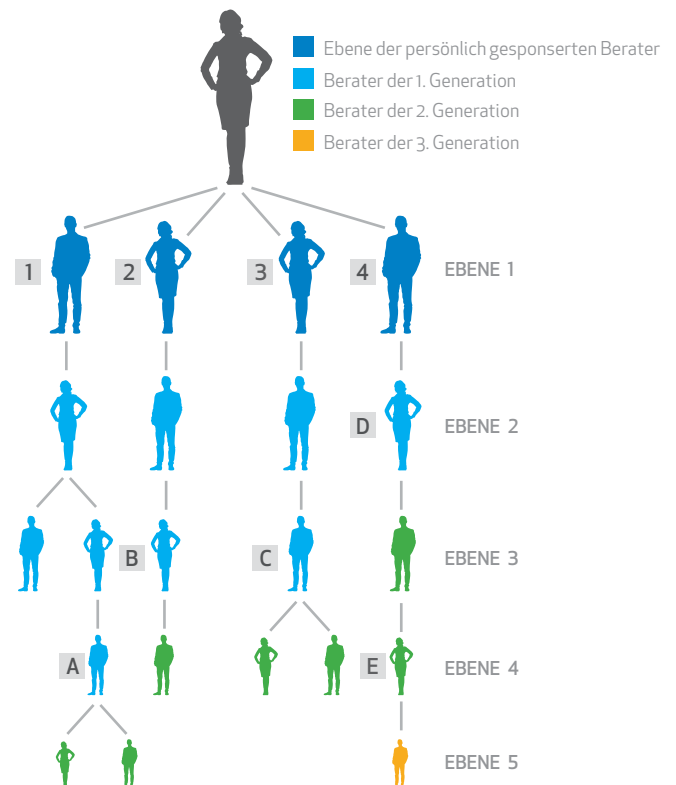 Ebene der persönlich gesponserten Berater
Berater der 1. Generation
Berater der 2. Generation
Berater der 3. Generation
1 2 3 4 EBENE 1
D EBENE 2
B C EBENE 3
A E EBENE 4
EBENE 5